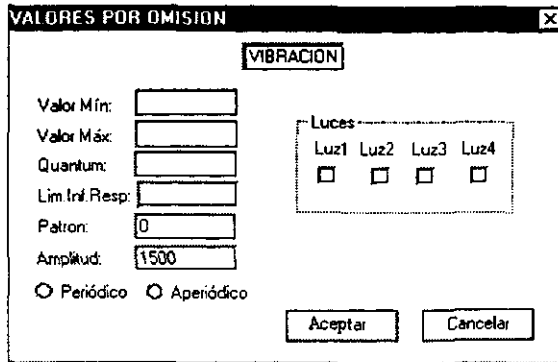 VALORES POR OMISION
VIBRACION
Valor Mín:
Valor Máx:
Quantum:
Lim.Inf.Resp:
Patron: 0
Amplitud: 1500
Periódico Aperiódico
Luces
Luz1 Luz2 Luz3 Luz4
Aceptar Cancelar